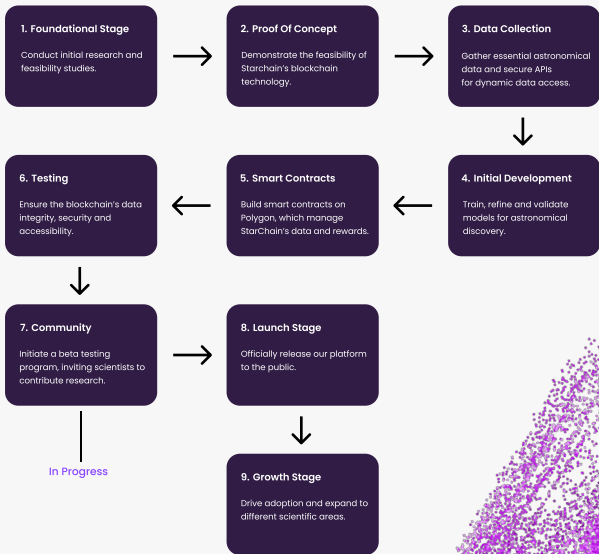 1. Foundational Stage
Conduct initial research and
feasibility studies.
2. Proof Of Concept
Demonstrate the feasibility of
Starchain's blockchain
technology.
3. Data Collection
Gather essential astronomical
data and secure APIs
for dynamic data access.
4. Initial Development
Train, refine and validate
models for astronomical
discovery.
5. Smart Contracts
Build smart contracts on
Polygon, which manage
StarChain's data and rewards.
6. Testing
Ensure the blockchain's data
integrity, security and
accessibility.
7. Community
Initiate a beta testing
program, inviting scientists to
contribute research.
In Progress
8. Launch Stage
Officially release our platform
to the public.
9. Growth Stage
Drive adoption and expand to
different scientific areas.